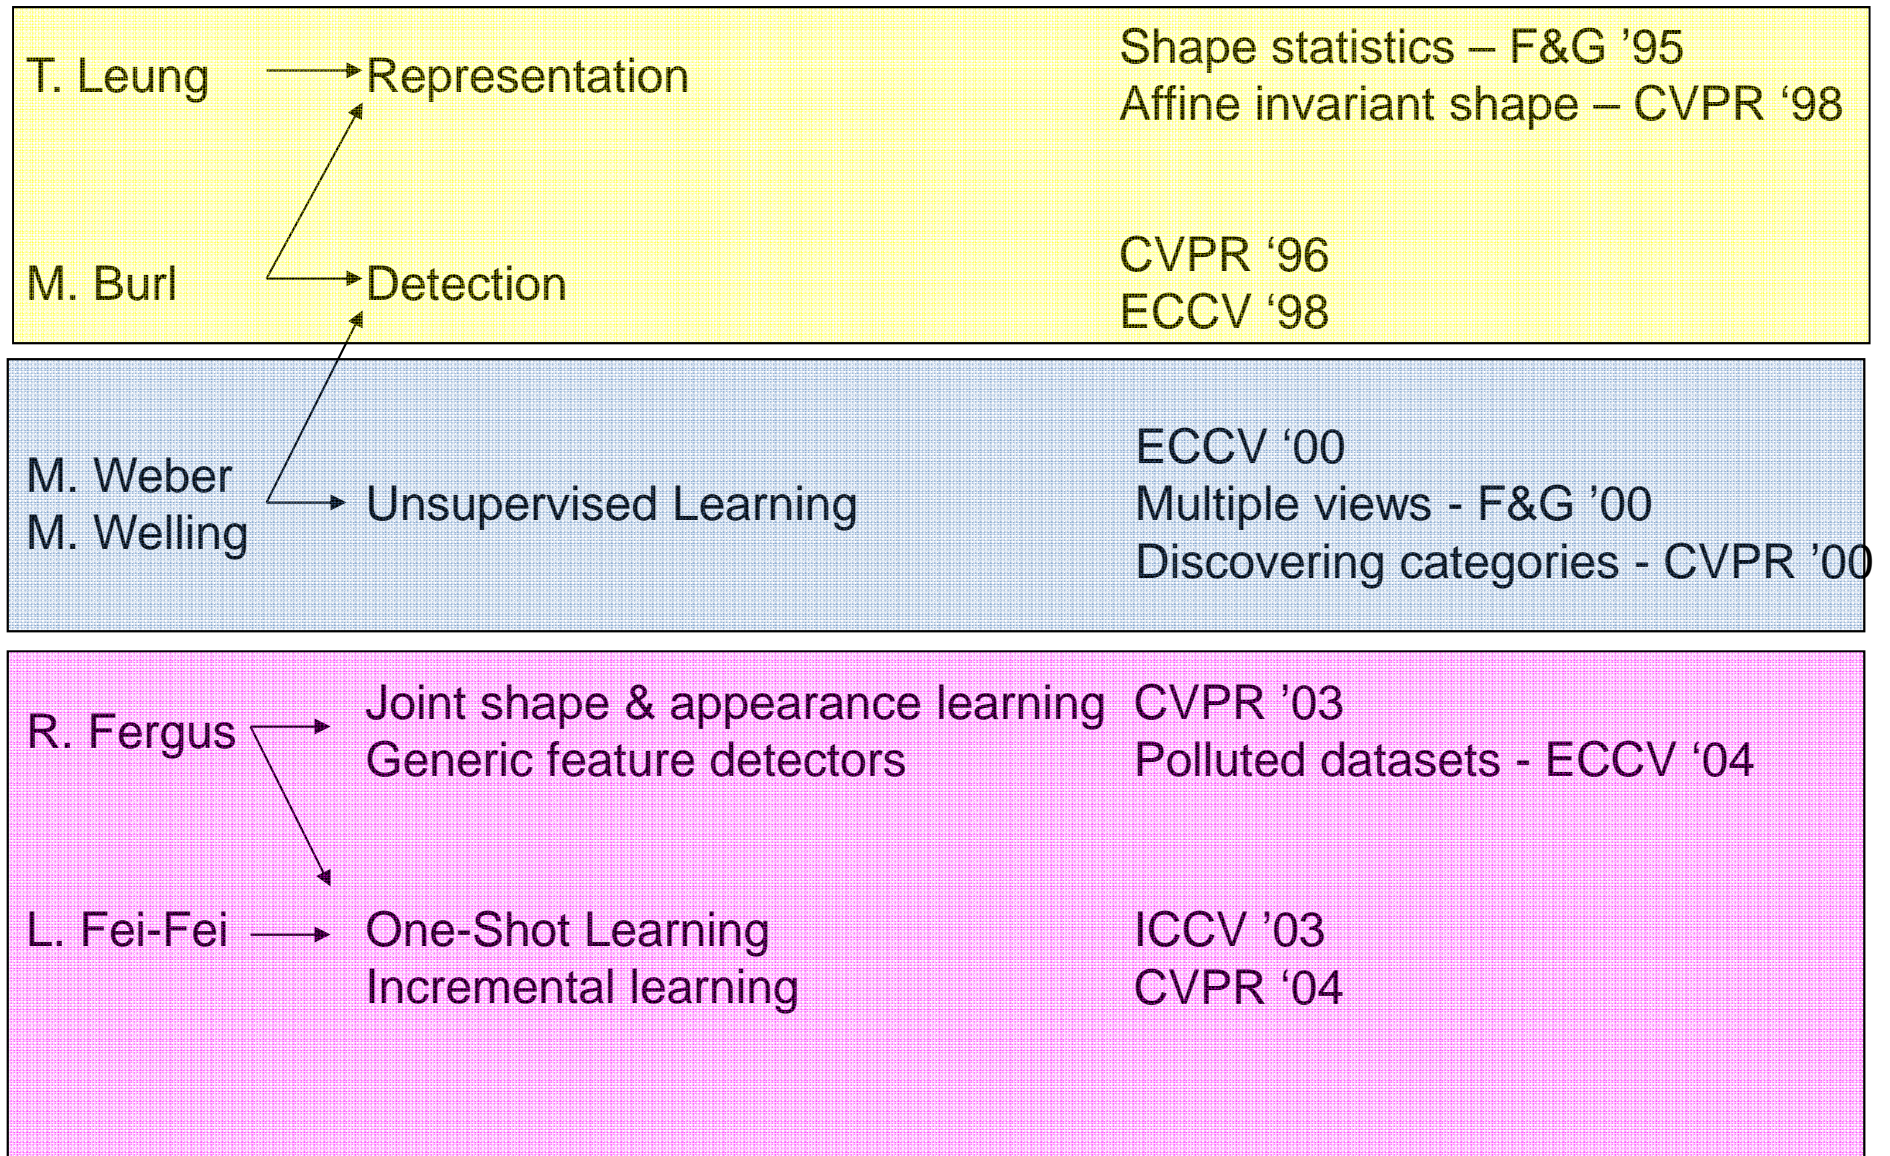 T. Leung Representation Shape statistics – F&G ’95
Affine invariant shape – CVPR ‘98
M. Burl Detection CVPR ‘96
ECCV ‘98
M. Weber
M. Welling Unsupervised Learning ECCV ‘00
Multiple views - F&G ’00
Discovering categories - CVPR ’00
R. Fergus Joint shape & appearance learning CVPR ’03
Generic feature detectors Polluted datasets - ECCV ‘04
L. Fei-Fei One-Shot Learning ICCV ’03
Incremental learning CVPR ‘04